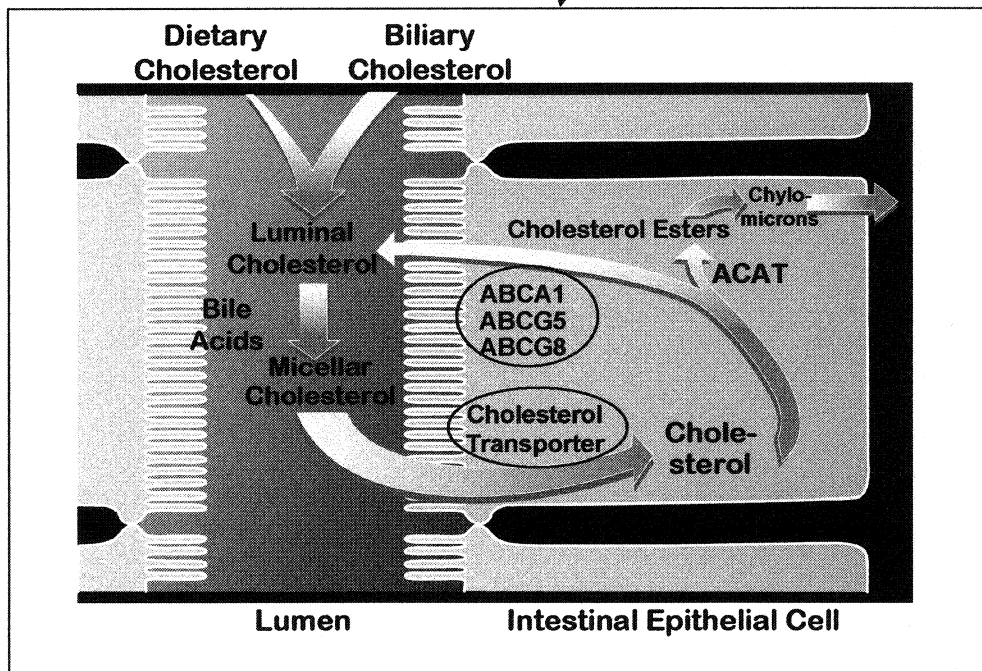 Dietary
Cholesterol
Biliary
Cholesterol
Luminal
Cholesterol
Bile
Acids
Micellar
Cholesterol
Cholesterol Esters
Chylo-
microns
ACAT
ABCA1
ABCG5
ABCG8
Cholesterol
Transporter
Chole-
sterol
Lumen
Intestinal Epithelial Cell